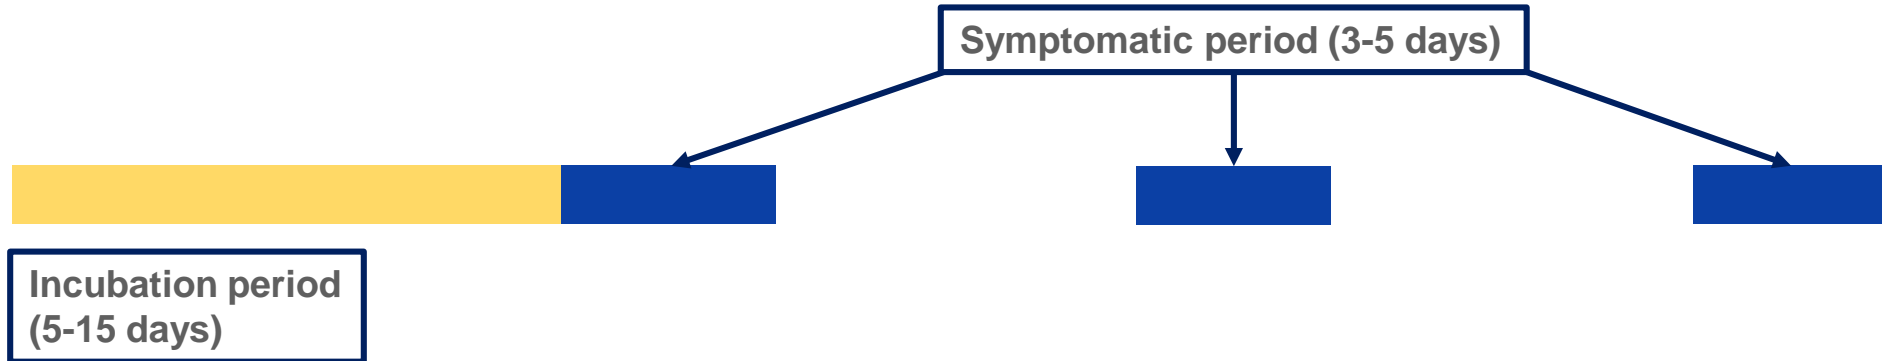 Symptomatic period (3-5 days)
Incubation period
(5-15 days)